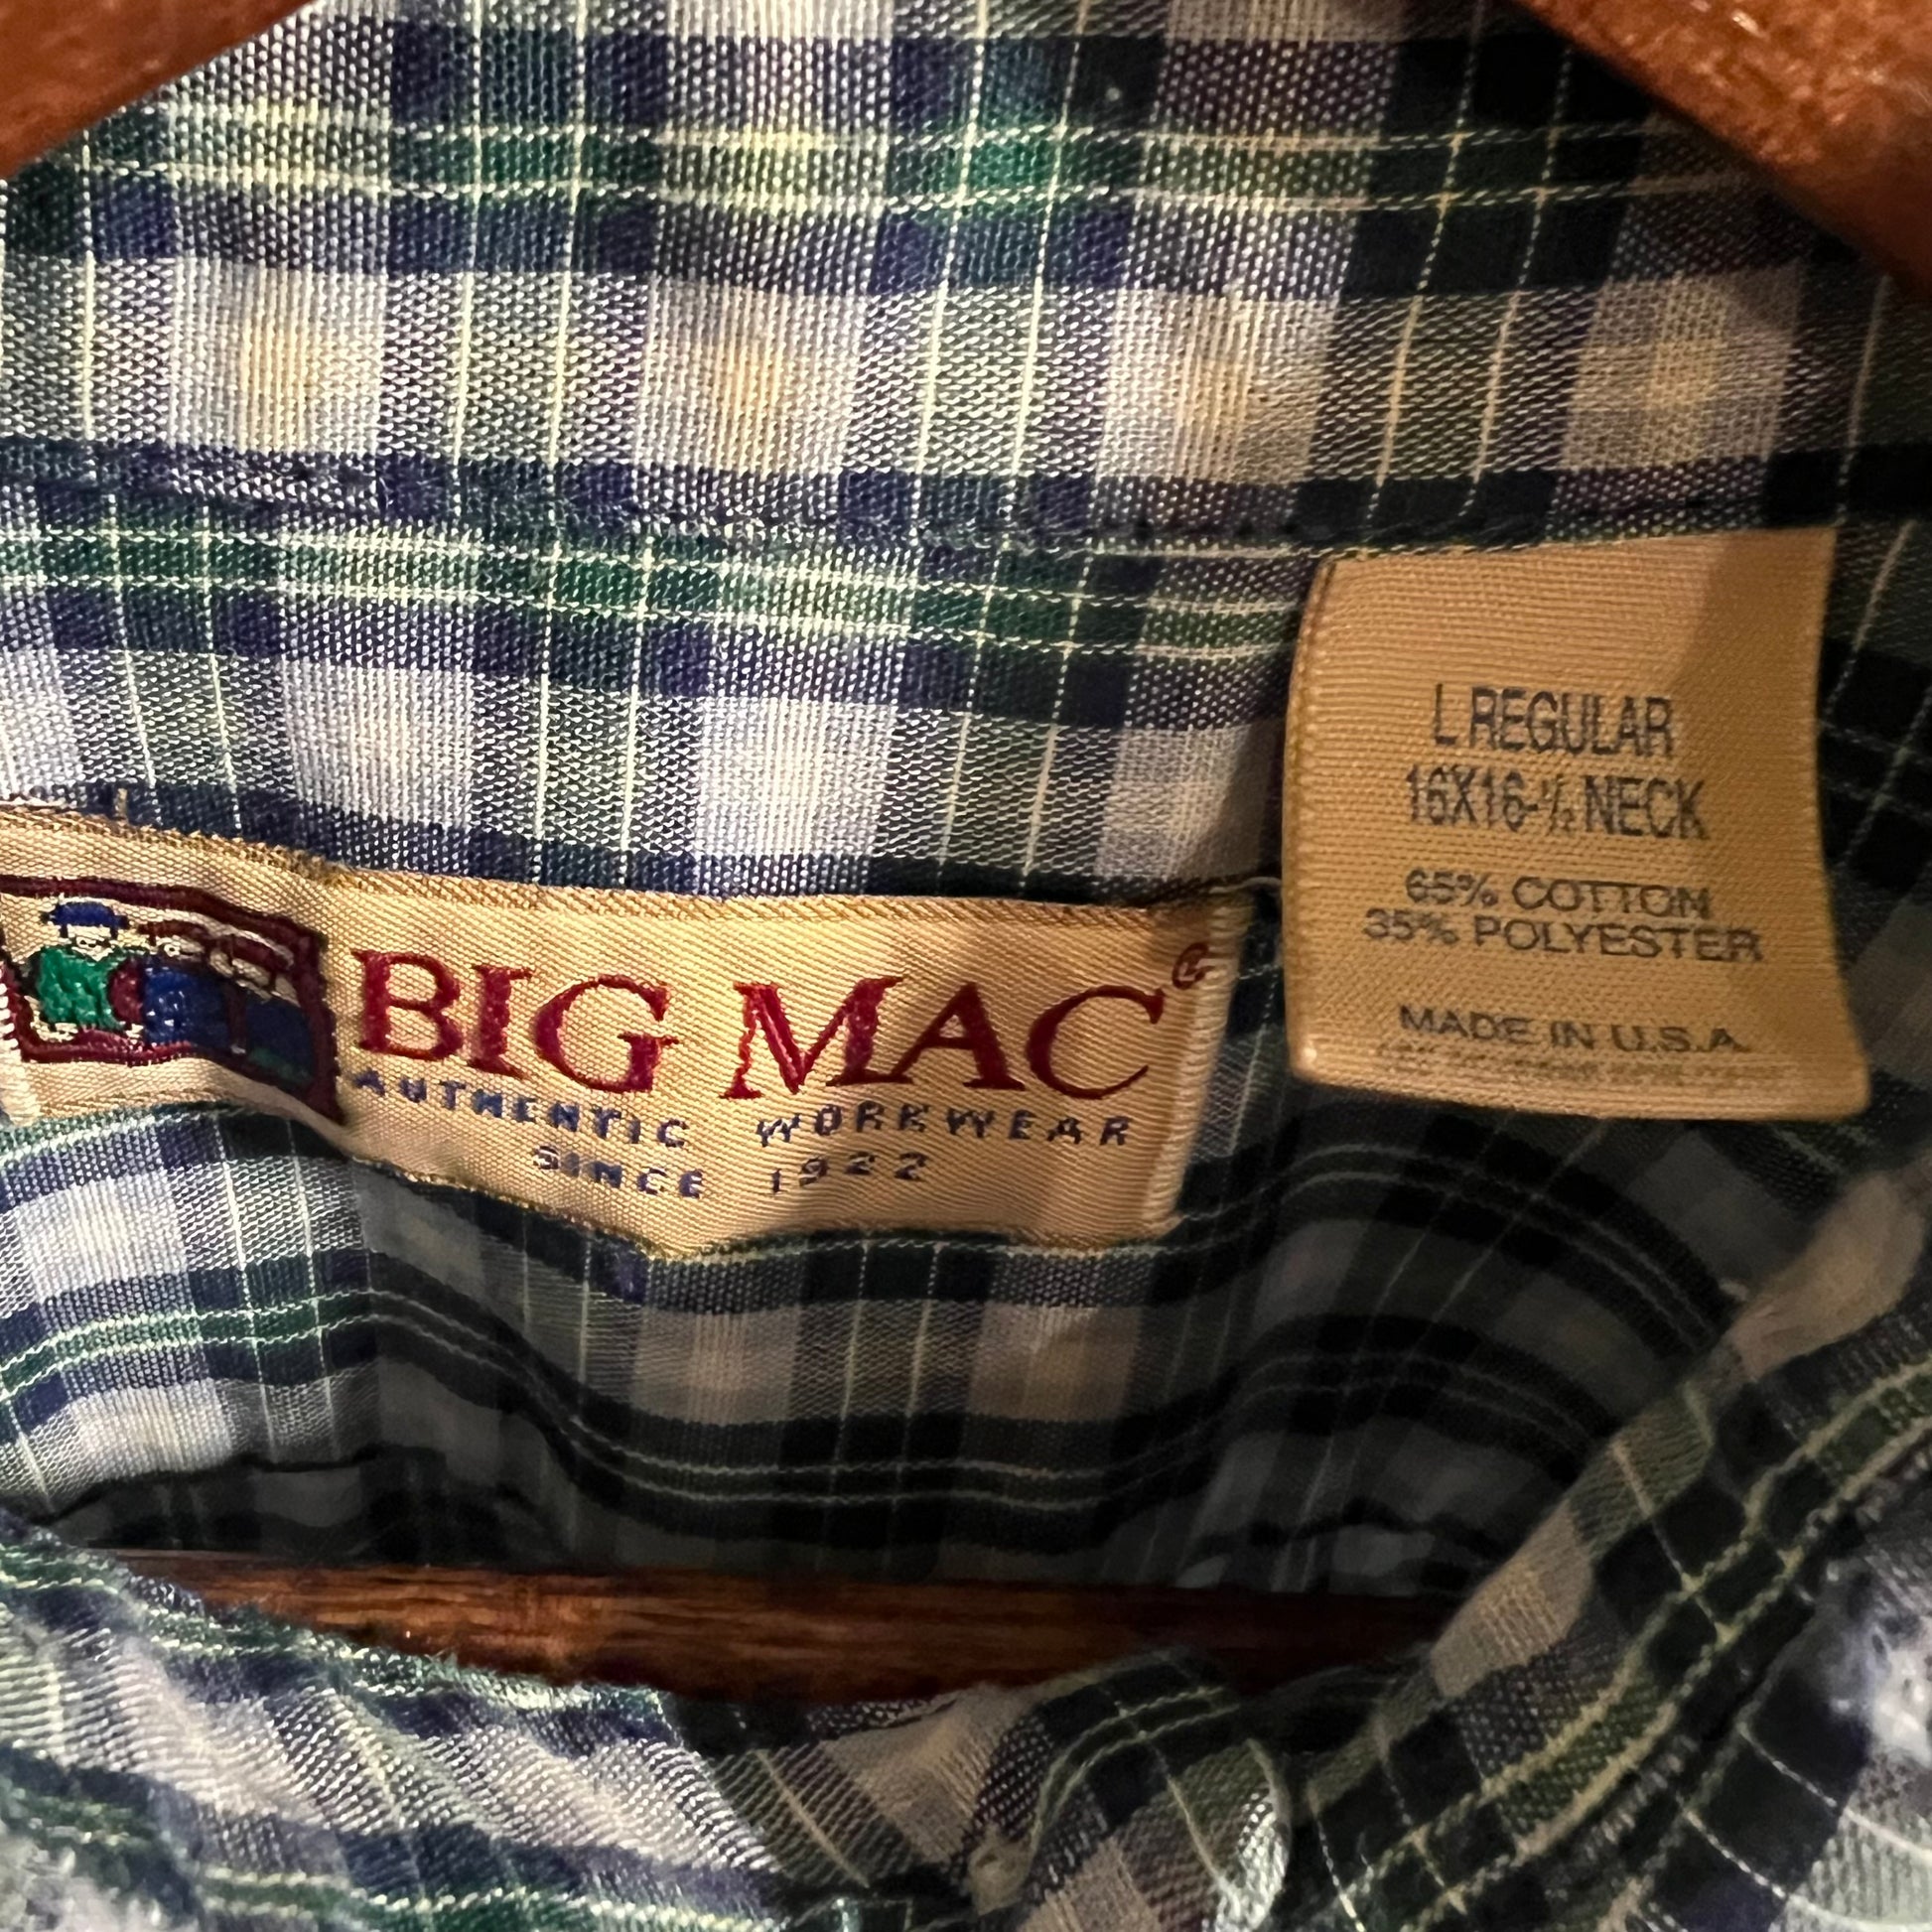 BIG MAC®
AUTHENTIC WORKWEAR
SINCE 1922
L REGULAR
16X16-½ NECK
65% COTTON
35% POLYESTER
MADE IN U.S.A.